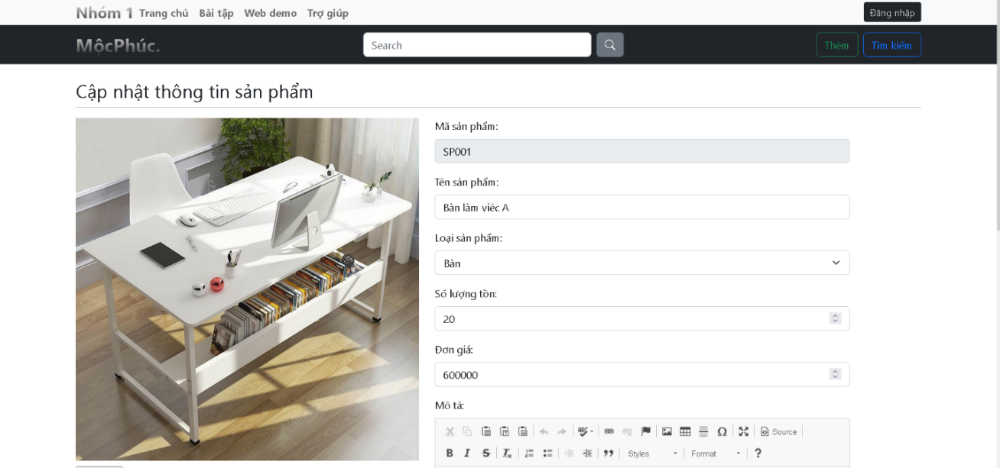 Nhóm 1 Trang chủ Bài tập Web demo Trợ giúp Đăng nhập
MộcPhúc. Search Thêm Tìm kiếm
Cập nhật thông tin sản phẩm
Mã sản phẩm:
SP001
Tên sản phẩm:
Bàn làm việc A
Loại sản phẩm:
Bàn
Số lượng tồn:
20
Đơn giá:
600000
Mô tả:
Source
B I S Styles Format ?